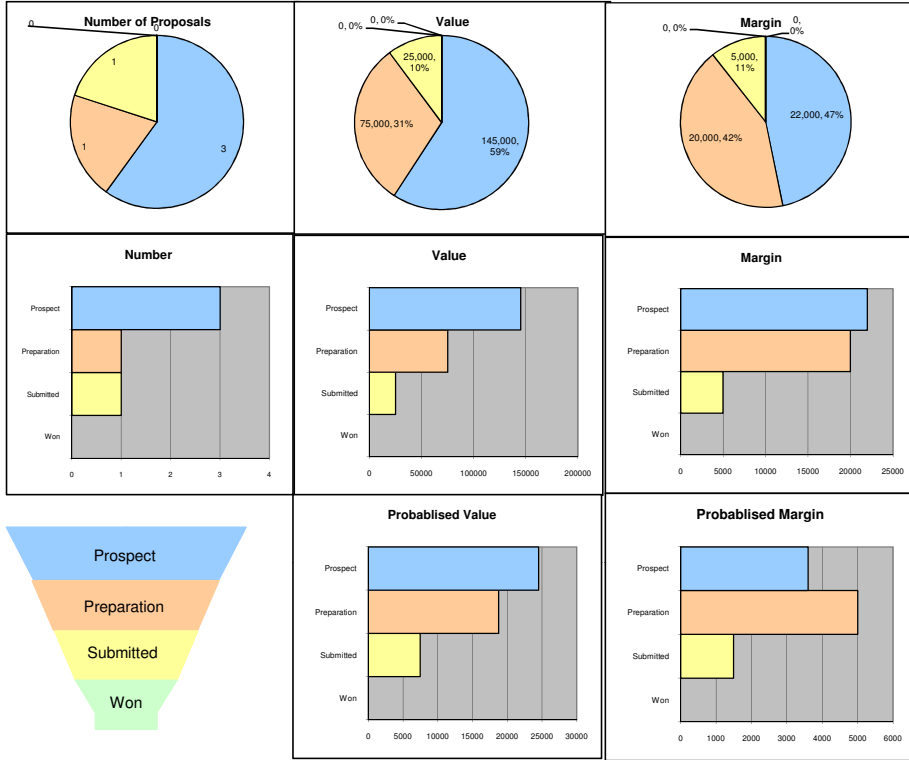 Number of Proposals
0
0
1
1
3
Value
0, 0%
0, 0%
25,000,
10%
75,000, 31%
145,000,
59%
Margin
0, 0%
0,
0%
5,000,
11%
20,000, 42%
22,000, 47%
Number
Prospect
Preparation
Submitted
Won
0 1 2 3 4
Value
Prospect
Preparation
Submitted
Won
0 50000 100000 150000 200000
Margin
Prospect
Preparation
Submitted
Won
0 5000 10000 15000 20000 25000
Prospect
Preparation
Submitted
Won
Probablised Value
Prospect
Preparation
Submitted
Won
0 5000 10000 15000 20000 25000 30000
Probablised Margin
Prospect
Preparation
Submitted
Won
0 1000 2000 3000 4000 5000 6000